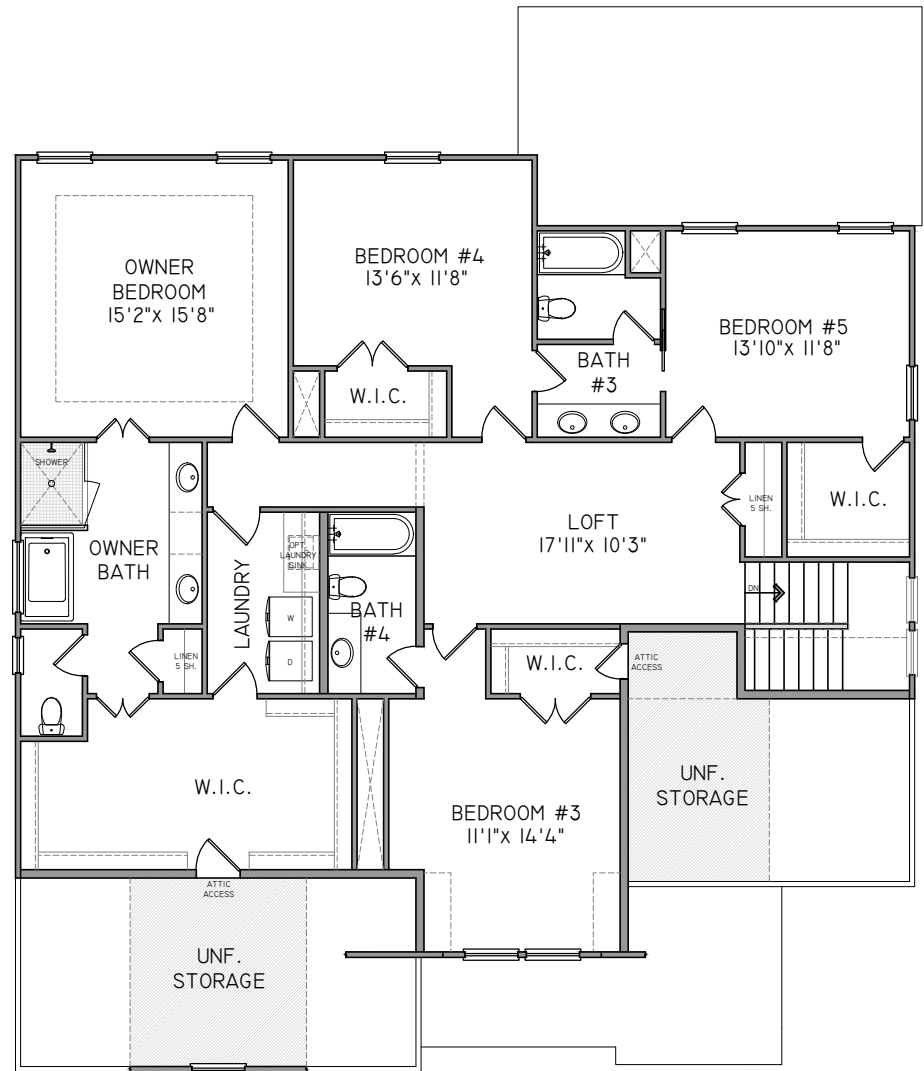 OWNER
BEDROOM
15'2"x 15'8"
BEDROOM #4
13'6"x 11'8"
BEDROOM #5
13'10"x 11'8"
BATH
#3
W.I.C.
SHOWER
OWNER
BATH
LINEN
5 SH.
LAUNDRY
OPT.
LAUNDRY
SINK
W
D
BATH
#4
LOFT
17'11"x 10'3"
LINEN
5 SH.
W.I.C.
DN
W.I.C.
ATTIC
ACCESS
W.I.C.
BEDROOM #3
11'1"x 14'4"
UNF.
STORAGE
ATTIC
ACCESS
UNF.
STORAGE